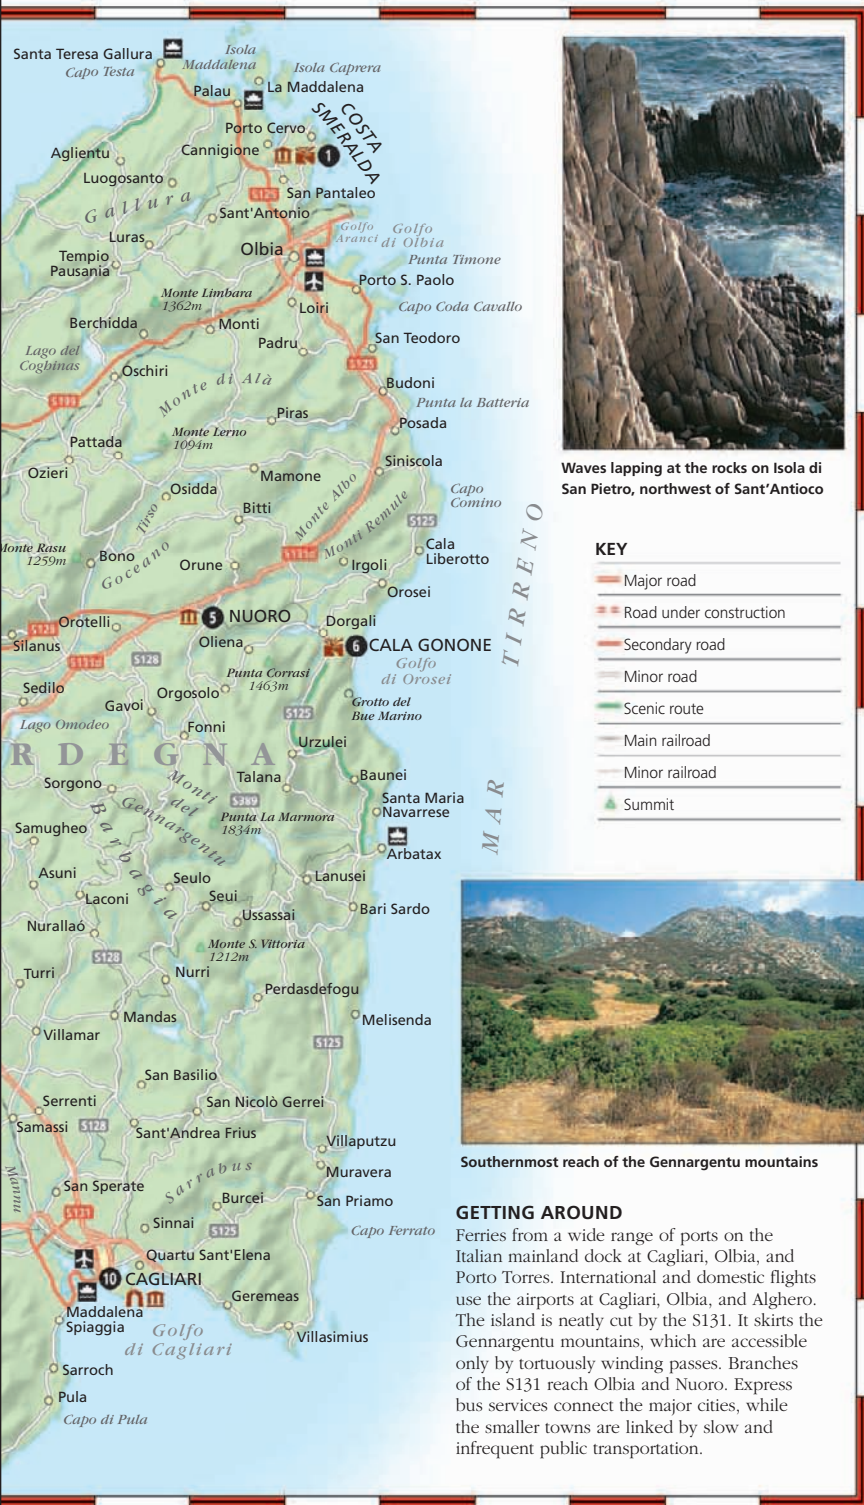 Santa Teresa Gallura
Capo Testa
Isola
Maddalena
Isola Caprera
Palau
La Maddalena
COSTA
SMERALDA
Porto Cervo
Cannigione
1
Aglientu
Luogosanto
S125
San Pantaleo
Gallura
Sant'Antonio
Golfo
Aranci
Golfo
di Olbia
Luras
Olbia
Tempio
Pausania
Punta Timone
Porto S. Paolo
Monte Limbara
1362m
Loiri
Capo Coda Cavallo
Berchidda
Monti
Padru
San Teodoro
Lago del
Coghinas
Oschiri
S125
Monte di Alà
Budoni
S199
Punta la Batteria
Piras
Posada
Pattada
Monte Lerno
1094m
Ozieri
Mamone
Siniscola
Osidda
Capo
Comino
Tirso
Bitti
Monte Albo
Monti Remule
S125
Monte Rasu
1259m
Bono
Goceano
Orune
S131d
Irgoli
Cala
Liberotto
Orosei
5
NUORO
Orotelli
S129
Silanus
Dorgali
Oliena
6
CALA GONONE
Golfo
di Orosei
S131d
S128
Punta Corrasi
1463m
Sedilo
Gavoi
Orgosolo
Grotto del
Bue Marino
Lago Omodeo
Fonni
S125
RDEGNA
Urzulei
Sorgono
Monti
del
Gennargentu
Talana
Baunei
S389
Santa Maria
Navarrese
Barbagia
Punta La Marmora
1834m
Samugheo
Arbatax
Asuni
Laconi
Seulo
Lanusei
Seui
Ussassai
Bari Sardo
Nurallaó
Monte S. Vittoria
1212m
S128
Turri
Nurri
Perdasdefogu
Mandas
Melisenda
Villamar
S125
San Basilio
Serrenti
San Nicolò Gerrei
Samassi
S128
Sant'Andrea Frius
Villaputzu
Mannu
Sarrabus
Muravera
San Sperate
Burcei
San Priamo
S131
Sinnai
S125
Capo Ferrato
Quartu Sant'Elena
10
CAGLIARI
Geremeas
Maddalena
Spiaggia
Golfo
di Cagliari
Villasimius
Sarroch
Pula
Capo di Pula
MAR TIRRENO
Waves lapping at the rocks on Isola di
San Pietro, northwest of Sant'Antioco
KEY
Major road
Road under construction
Secondary road
Minor road
Scenic route
Main railroad
Minor railroad
Summit
Southernmost reach of the Gennargentu mountains
GETTING AROUND
Ferries from a wide range of ports on the
Italian mainland dock at Cagliari, Olbia, and
Porto Torres. International and domestic flights
use the airports at Cagliari, Olbia, and Alghero.
The island is neatly cut by the S131. It skirts the
Gennargentu mountains, which are accessible
only by tortuously winding passes. Branches
of the S131 reach Olbia and Nuoro. Express
bus services connect the major cities, while
the smaller towns are linked by slow and
infrequent public transportation.